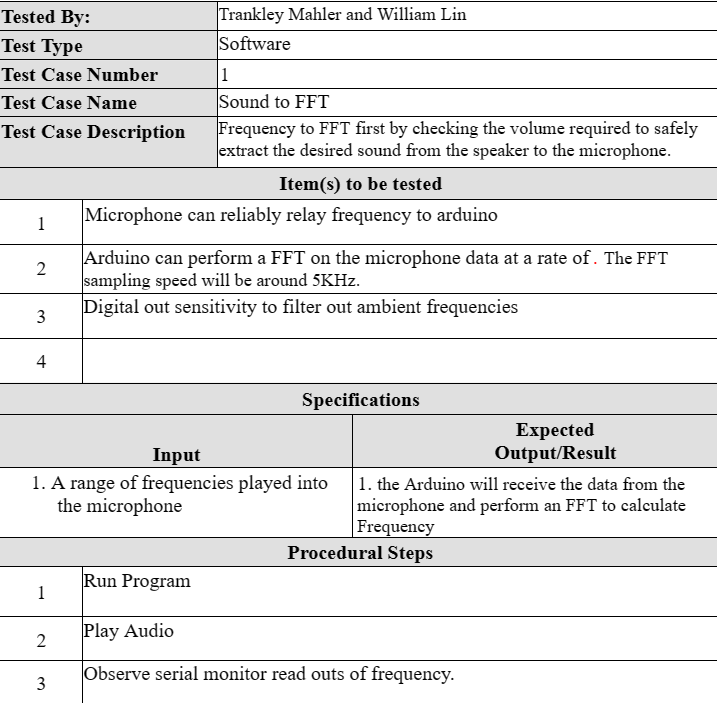 Tested By: Trankley Mahler and William Lin
Test Type Software
Test Case Number 1
Test Case Name Sound to FFT
Test Case Description Frequency to FFT first by checking the volume required to safely
extract the desired sound from the speaker to the microphone.
Item(s) to be tested
1 Microphone can reliably relay frequency to arduino
2 Arduino can perform a FFT on the microphone data at a rate of . The FFT
sampling speed will be around 5KHz.
3 Digital out sensitivity to filter out ambient frequencies
4
Specifications
Input Expected
Output/Result
1. A range of frequencies played into
the microphone
1. the Arduino will receive the data from the
microphone and perform an FFT to calculate
Frequency
Procedural Steps
1 Run Program
2 Play Audio
3 Observe serial monitor read outs of frequency.